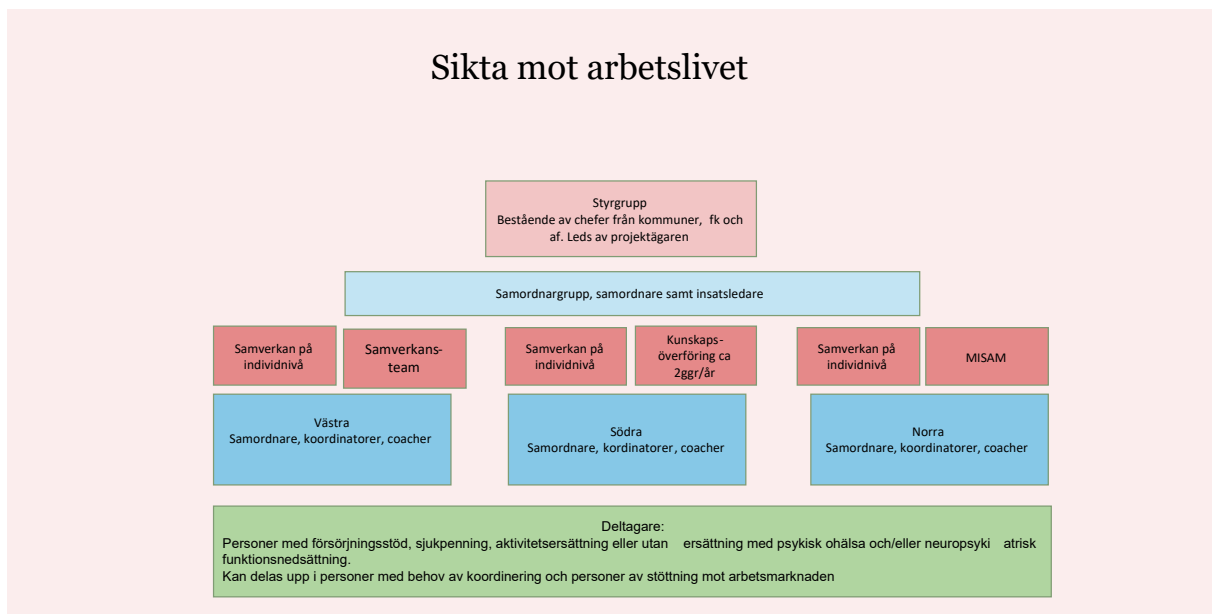 Sikta mot arbetslivet
Styrgrupp
Bestående av chefer från kommuner, fk och
af. Leds av projektägaren
Samordnargrupp, samordnare samt insatsledare
Samverkan på
individnivå
Samverkans-
team
Samverkan på
individnivå
Kunskaps-
överföring ca
2ggr/år
Samverkan på
individnivå
MISAM
Västra
Samordnare, koordinatorer, coacher
Södra
Samordnare, kordinatorer, coacher
Norra
Samordnare, koordinatorer, coacher
Deltagare:
Personer med försörjningsstöd, sjukpenning, aktivitetsersättning eller utan ersättning med psykisk ohälsa och/eller neuropsyki atrisk
funktionsnedsättning.
Kan delas upp i personer med behov av koordinering och personer av stöttning mot arbetsmarknaden